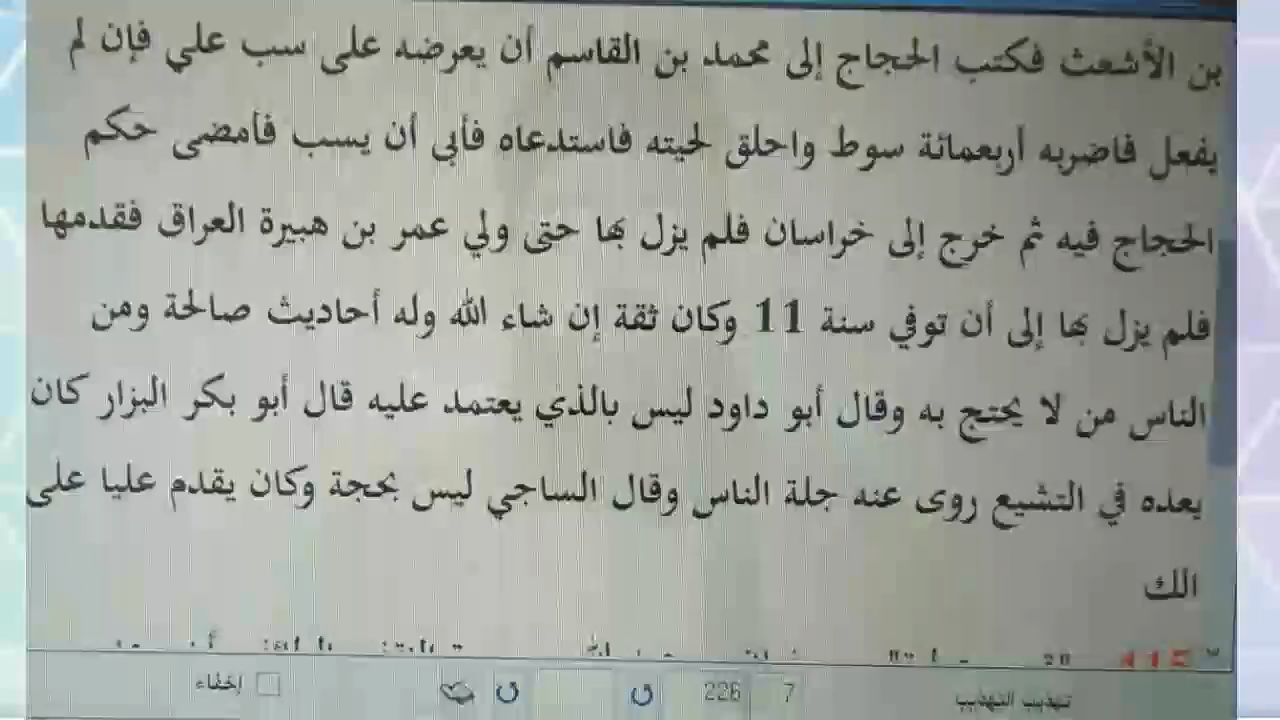 بن الأشعث فكتب الحجاج إلى محمد بن القاسم أن يعرضه على سب علي فإن لم
يفعل فاضربه أربعمائة سوط واحلق لحيته فاستدعاه فأبى أن يسب فأمضى حكم
الحجاج فيه ثم خرج إلى خراسان فلم يزل بها حتى ولي عمر بن هبيرة العراق فقدمها
فلم يزل بها إلى أن توفي سنة 11 وكان ثقة إن شاء الله وله أحاديث صالحة ومن
الناس من لا يحتج به وقال أبو داود ليس بالذي يعتمد عليه قال أبو بكر البزار كان
يعده في التشيع روى عنه جلة الناس وقال الساجي ليس بحجة وكان يقدم عليا على
الك
تهذيب التهذيب 7 226 إخفاء